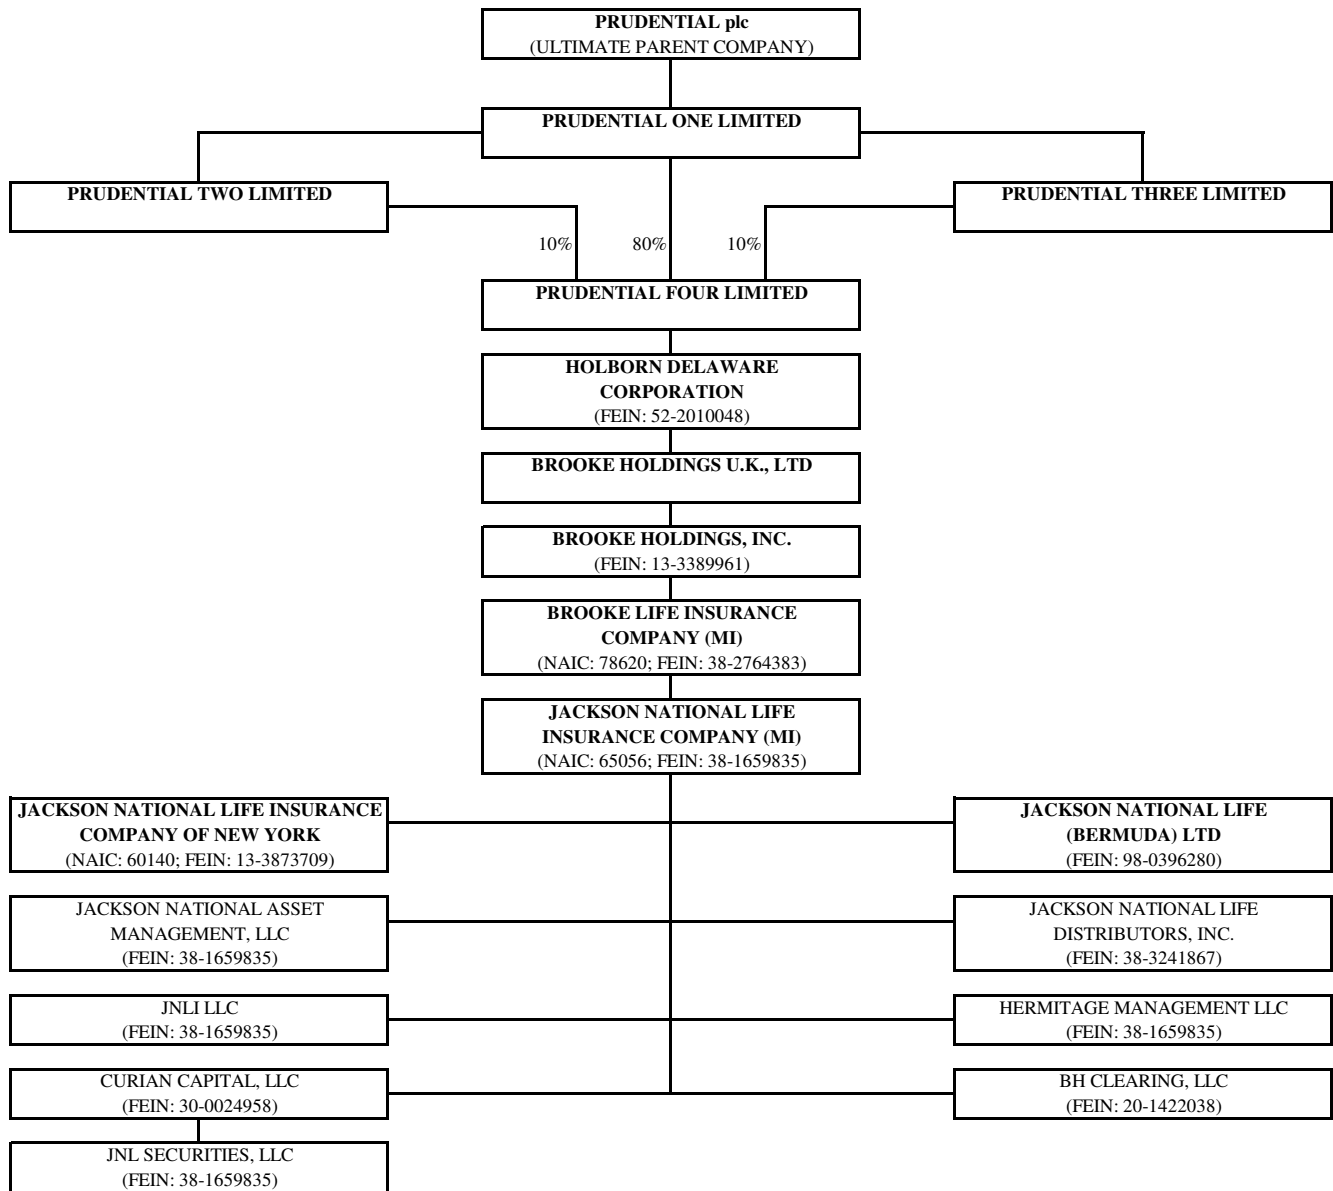 PRUDENTIAL plc
(ULTIMATE PARENT COMPANY)
PRUDENTIAL ONE LIMITED
PRUDENTIAL TWO LIMITED
PRUDENTIAL THREE LIMITED
10%
80%
10%
PRUDENTIAL FOUR LIMITED
HOLBORN DELAWARE
CORPORATION
(FEIN: 52-2010048)
BROOKE HOLDINGS U.K., LTD
BROOKE HOLDINGS, INC.
(FEIN: 13-3389961)
BROOKE LIFE INSURANCE
COMPANY (MI)
(NAIC: 78620; FEIN: 38-2764383)
JACKSON NATIONAL LIFE
INSURANCE COMPANY (MI)
(NAIC: 65056; FEIN: 38-1659835)
JACKSON NATIONAL LIFE INSURANCE
COMPANY OF NEW YORK
(NAIC: 60140; FEIN: 13-3873709)
JACKSON NATIONAL LIFE
(BERMUDA) LTD
(FEIN: 98-0396280)
JACKSON NATIONAL ASSET
MANAGEMENT, LLC
(FEIN: 38-1659835)
JACKSON NATIONAL LIFE
DISTRIBUTORS, INC.
(FEIN: 38-3241867)
JNLI LLC
(FEIN: 38-1659835)
HERMITAGE MANAGEMENT LLC
(FEIN: 38-1659835)
CURIAN CAPITAL, LLC
(FEIN: 30-0024958)
BH CLEARING, LLC
(FEIN: 20-1422038)
JNL SECURITIES, LLC
(FEIN: 38-1659835)